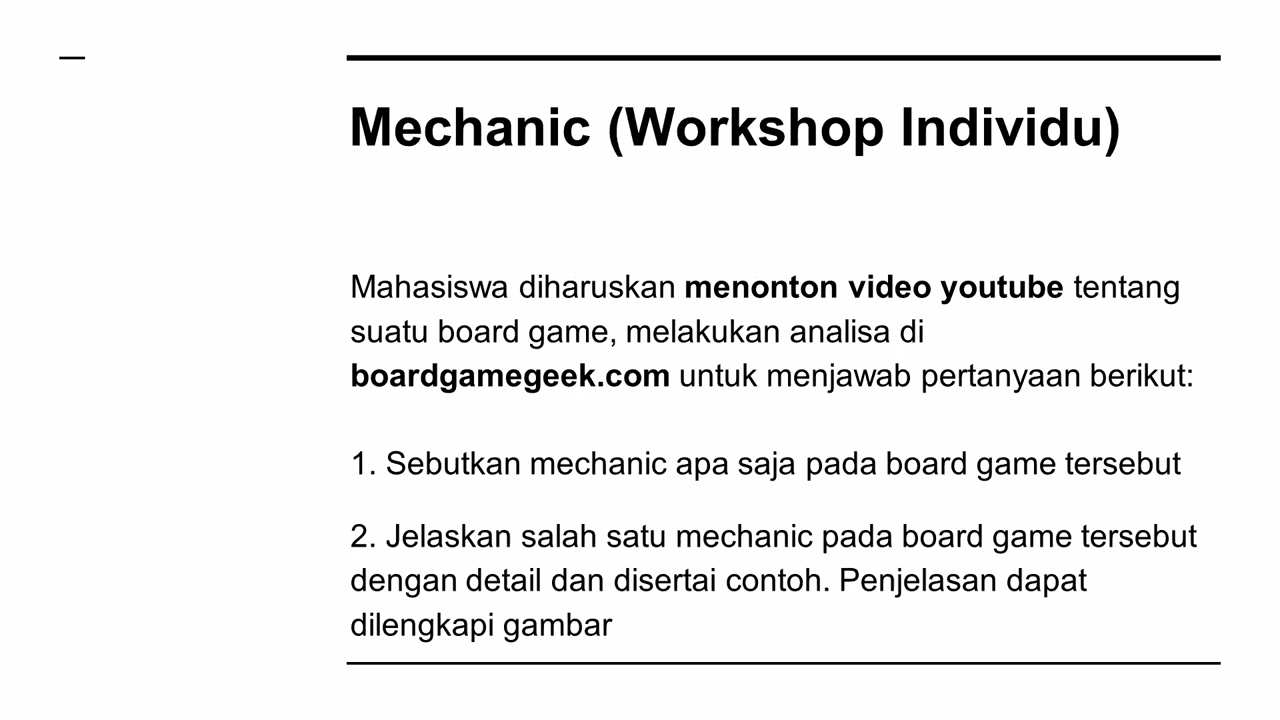 Mechanic (Workshop Individu)
Mahasiswa diharuskan menonton video youtube tentang
suatu board game, melakukan analisa di
boardgamegeek.com untuk menjawab pertanyaan berikut:
1. Sebutkan mechanic apa saja pada board game tersebut
2. Jelaskan salah satu mechanic pada board game tersebut
dengan detail dan disertai contoh. Penjelasan dapat
dilengkapi gambar